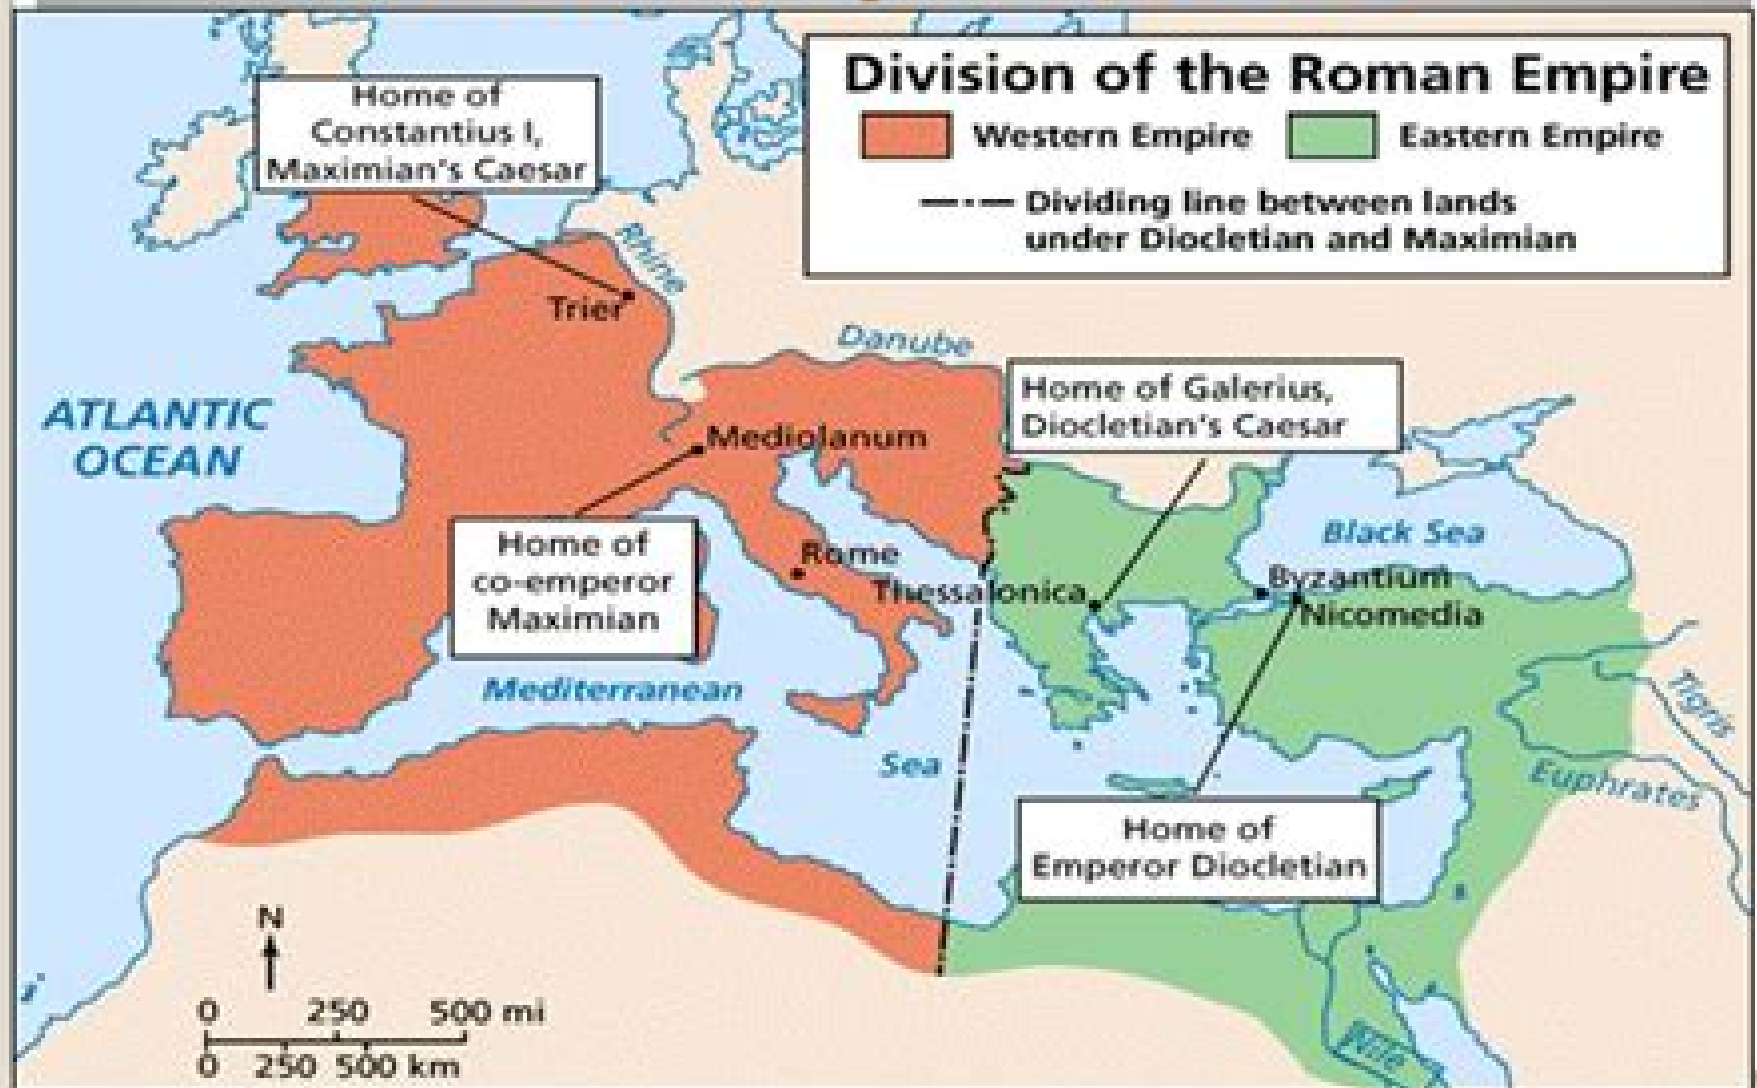 Division of the Roman Empire
Western Empire
Eastern Empire
Dividing line between lands
under Diocletian and Maximian
Home of
Constantius I,
Maximian's Caesar
Rhine
Trier
Danube
ATLANTIC
OCEAN
Home of Galerius,
Diocletian's Caesar
Mediolanum
Home of
co-emperor
Maximian
Rome
Thessalonica
Black Sea
Byzantium
Nicomedia
Mediterranean
Sea
Tigris
Euphrates
Home of
Emperor Diocletian
Nile
N
0 250 500 mi
0 250 500 km